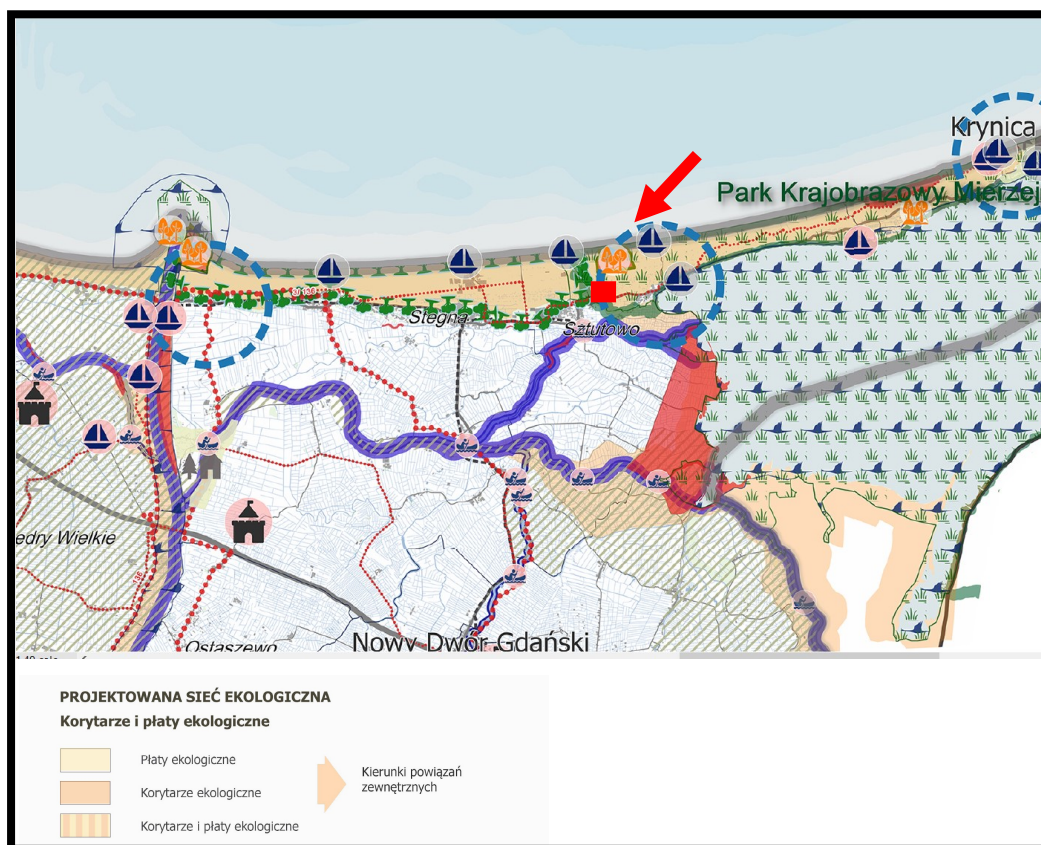 Krynica
Park Krajobrazowy Mierzej
Stegna
Sztutowo
edry Wielkie
Nowy Dwór Gdański
Ostaszewo
PROJEKTOWANA SIEĆ EKOLOGICZNA
Korytarze i płaty ekologiczne
Płaty ekologiczne
Korytarze ekologiczne
Korytarze i płaty ekologiczne
Kierunki powiązań
zewnętrznych